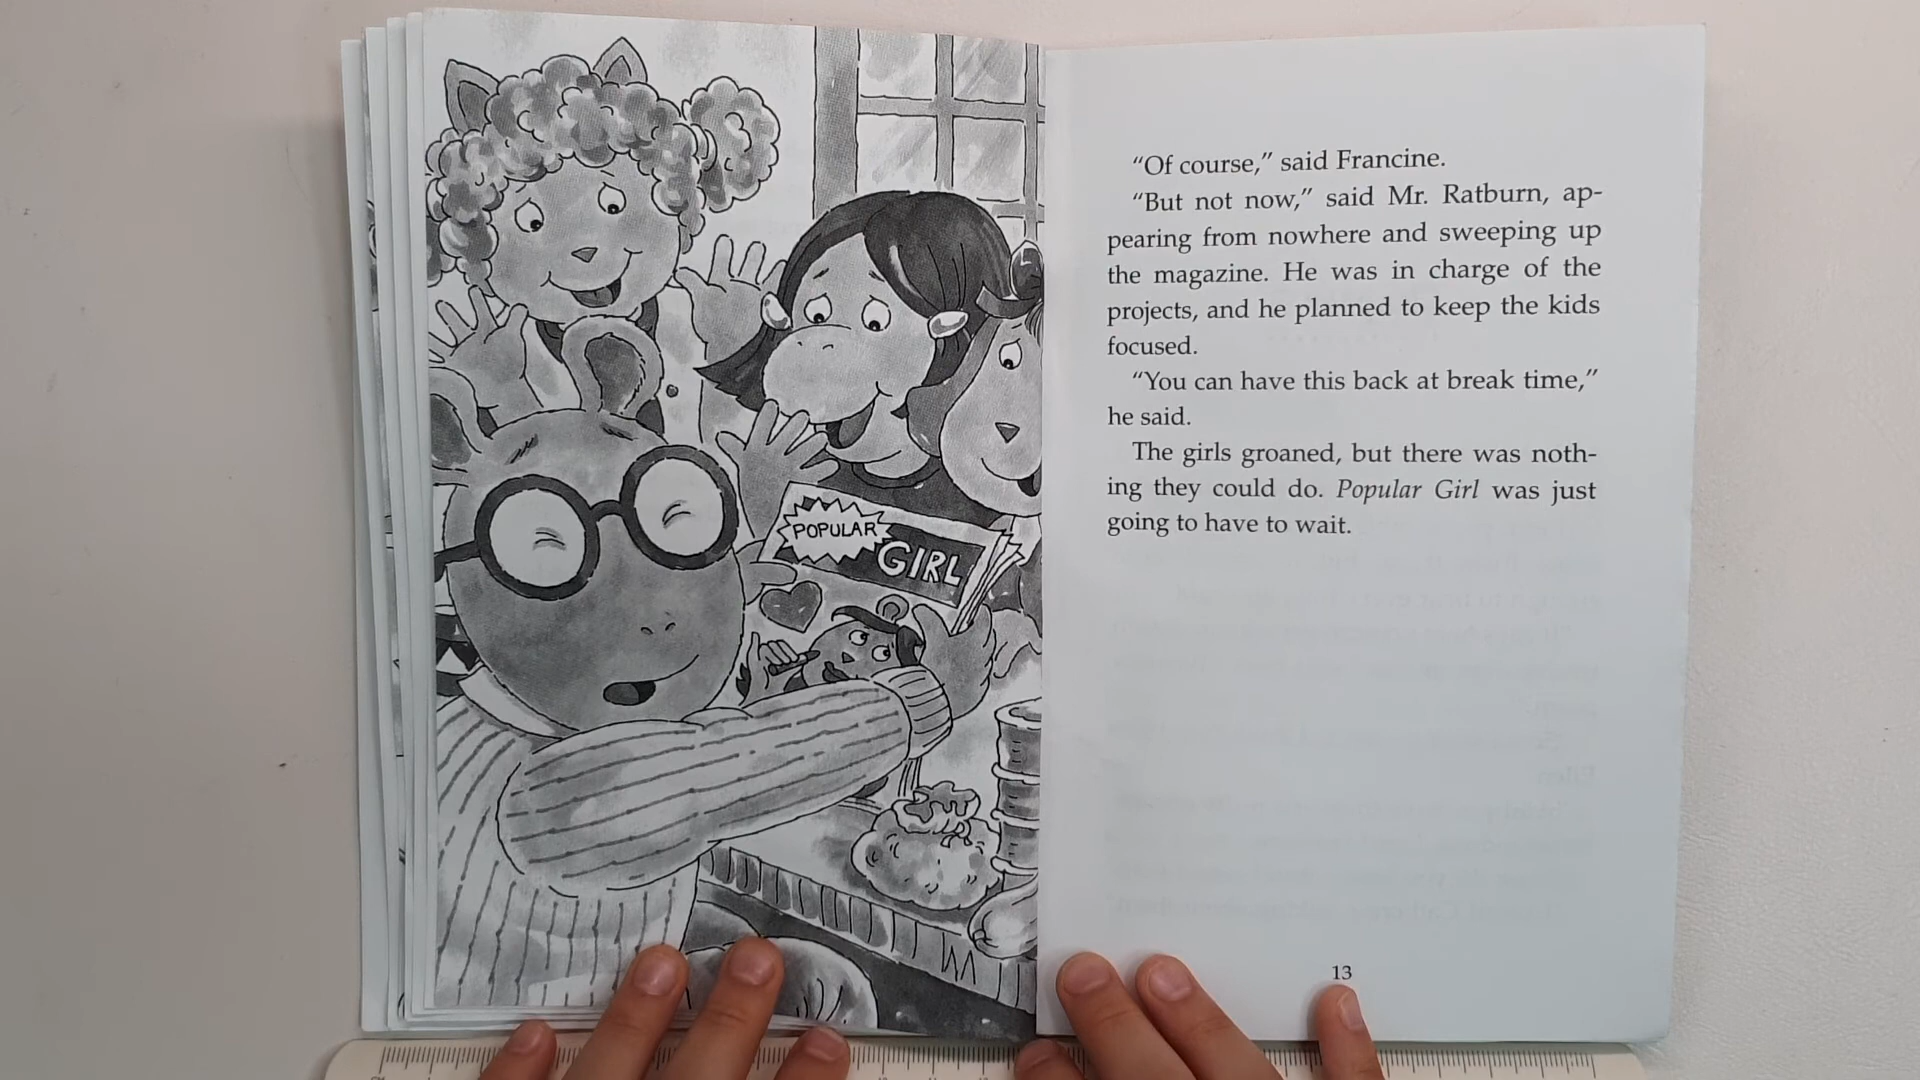 POPULAR
GIRL
“Of course,” said Francine.
“But not now,” said Mr. Ratburn, ap-
pearing from nowhere and sweeping up
the magazine. He was in charge of the
projects, and he planned to keep the kids
focused.
“You can have this back at break time,”
he said.
The girls groaned, but there was noth-
ing they could do. Popular Girl was just
going to have to wait.
13